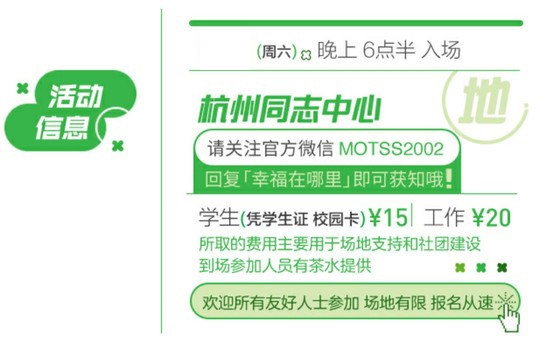 活动
信息
(周六) 晚上 6点半 入场
地
杭州同志中心
请关注官方微信 MOTSS2002
回复「幸福在哪里」即可获知哦!
学生(凭学生证 校园卡) ¥15 工作 ¥20
所取的费用主要用于场地支持和社团建设
到场参加人员有茶水提供
欢迎所有友好人士参加 场地有限 报名从速